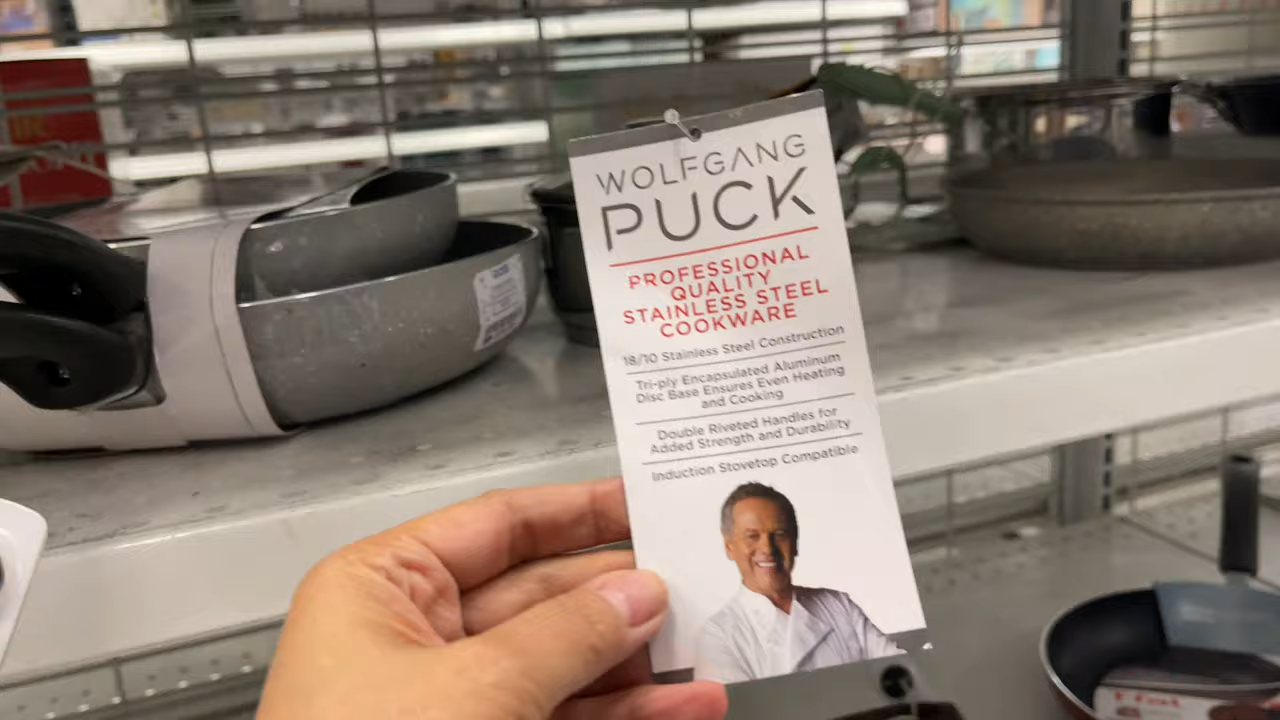 WOLFGANG
PUCK
PROFESSIONAL
QUALITY
STAINLESS STEEL
COOKWARE
18/10 Stainless Steel Construction
Tri-ply Encapsulated Aluminum
Disc Base Ensures Even Heating
and Cooking
Double Riveted Handles for
Added Strength and Durability
Induction Stovetop Compatible